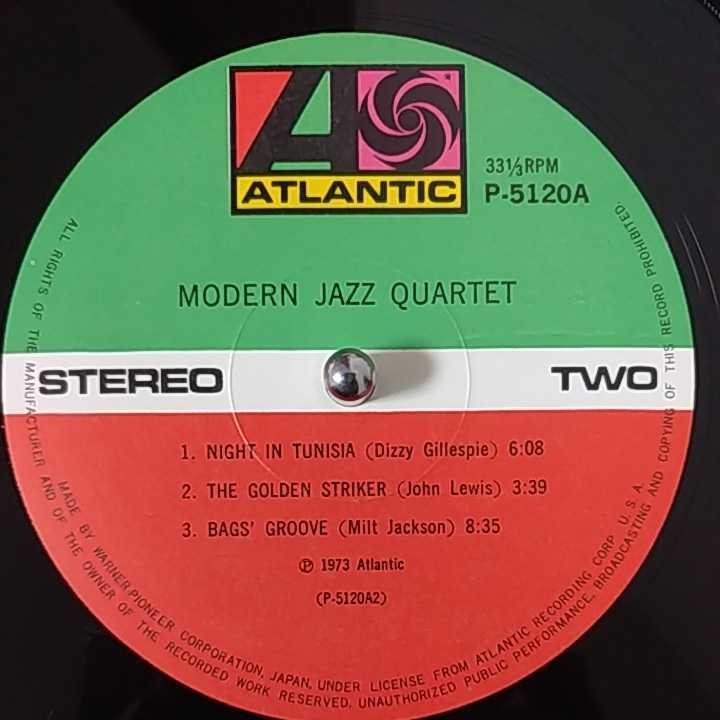 ATLANTIC
33⅓RPM
P-5120A
MODERN JAZZ QUARTET
STEREO
TWO
1. NIGHT IN TUNISIA (Dizzy Gillespie) 6:08
2. THE GOLDEN STRIKER (John Lewis) 3:39
3. BAGS' GROOVE (Milt Jackson) 8:35
Ⓟ 1973 Atlantic
(P-5120A2)
MADE BY WARNER-PIONEER CORPORATION, JAPAN, UNDER LICENSE FROM ATLANTIC RECORDING CORP. U. S. A.
ALL RIGHTS OF THE MANUFACTURER AND OF THE OWNER OF THE RECORDED WORK RESERVED. UNAUTHORIZED PUBLIC PERFORMANCE, BROADCASTING AND COPYING OF THIS RECORD PROHIBITED.